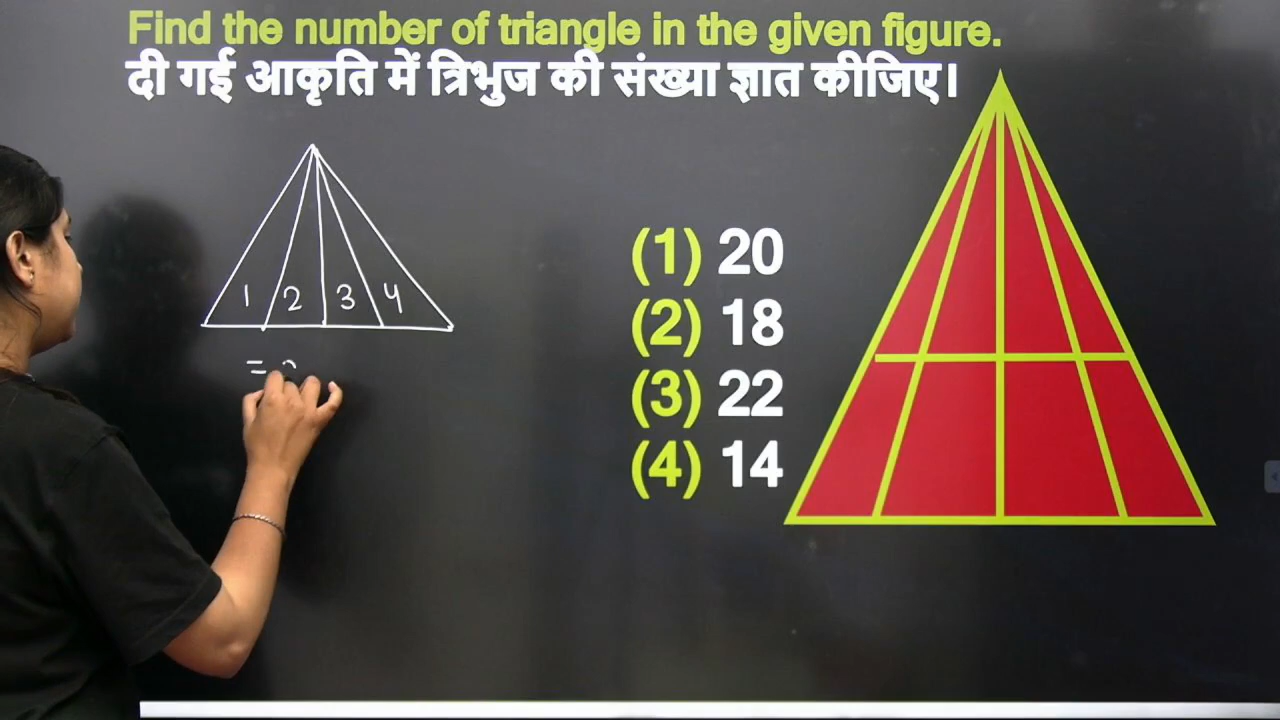 Find the number of triangle in the given figure.
दी गई आकृति में त्रिभुज की संख्या ज्ञात कीजिए।
1 2 3 4
=
(1) 20
(2) 18
(3) 22
(4) 14